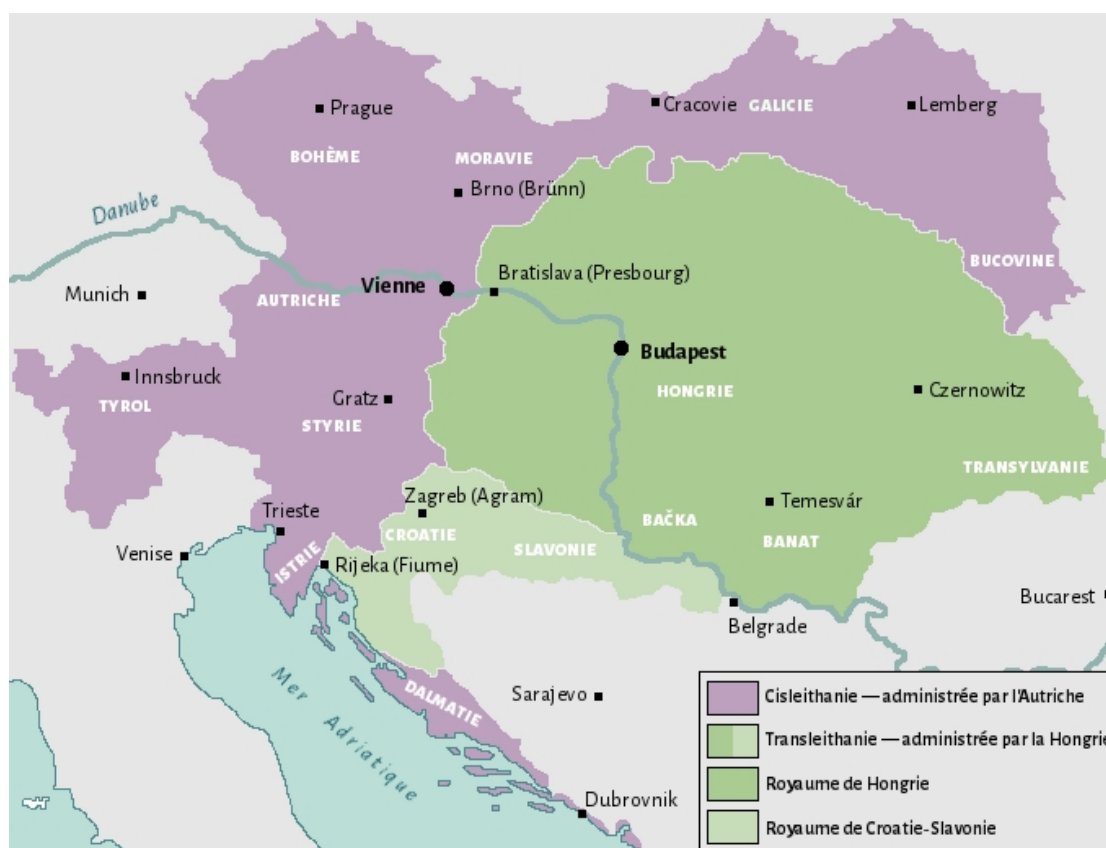 Prague
Cracovie
GALICIE
Lemberg
BOHÈME
MORAVIE
Brno (Brünn)
Danube
BUCOVINE
Bratislava (Presbourg)
Vienne
Munich
AUTRICHE
Budapest
Innsbruck
HONGRIE
Czernowitz
TYROL
Gratz
STYRIE
TRANSYLVANIE
Zagreb (Agram)
Temesvár
Trieste
BAČKA
CROATIE
SLAVONIE
BANAT
Venise
ISTRIE
Rijeka (Fiume)
Bucarest
Belgrade
Mer Adriatique
DALMATIE
Sarajevo
Dubrovnik
Cisleithanie — administrée par l'Autriche
Transleithanie — administrée par la Hongrie
Royaume de Hongrie
Royaume de Croatie-Slavonie